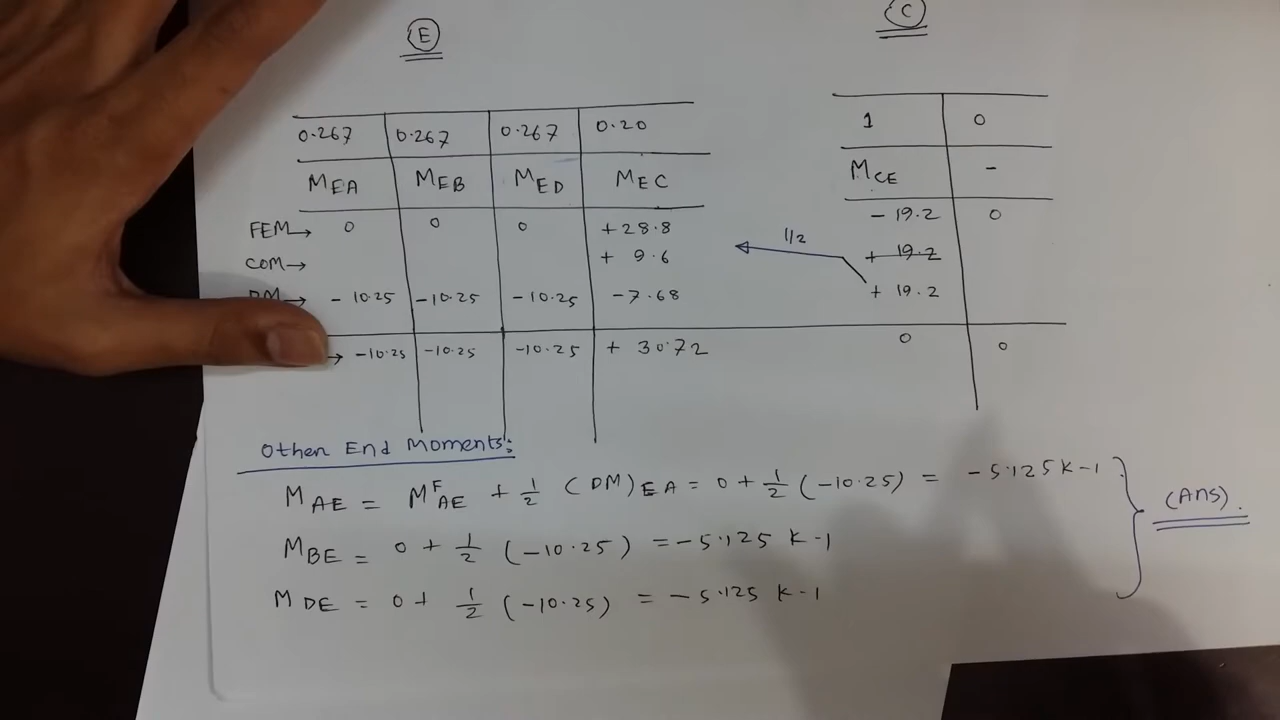 E C
0.267 0.267 0.267 0.20 1 0
MEA MEB MED MEC MCE -
FEM→ 0 0 0 +28.8 - 19.2 0
COM→ + 9.6 1/2 + 19.2
→ - 10.25 -10.25 -10.25 -7.68 + 19.2
→ -10.25 -10.25 -10.25 + 30.72 0 0
Other End Moments:
MAE = M^F AE + 1/2 (DM)EA = 0 + 1/2 (-10.25) = -5.125 K-1
(Ans).
MBE = 0 + 1/2 (-10.25) = -5.125 K-1
MDE = 0 + 1/2 (-10.25) = -5.125 K-1